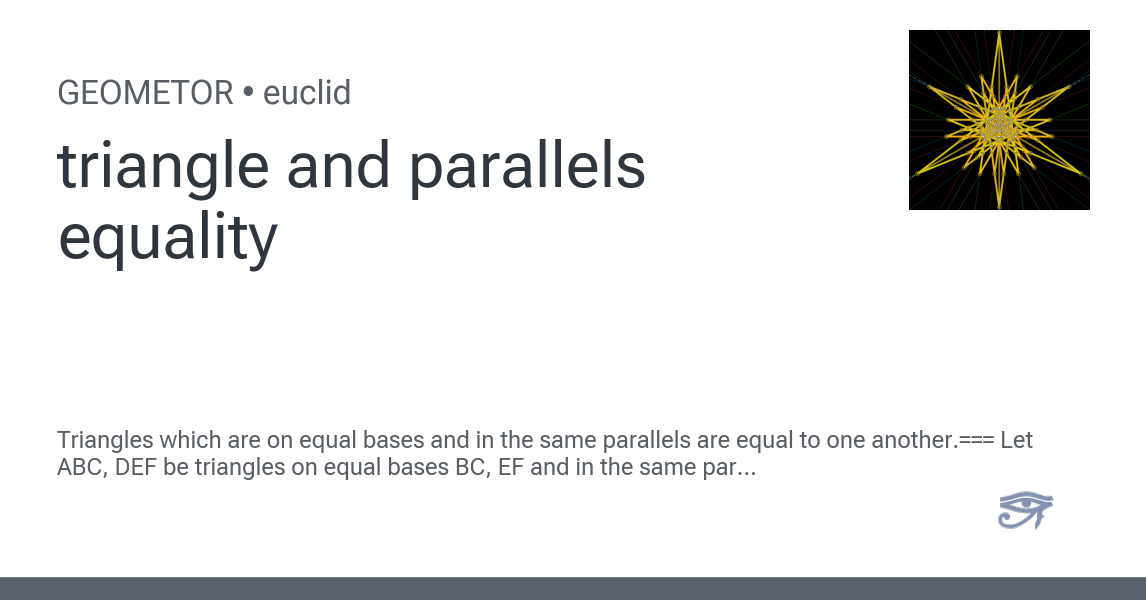 GEOMETOR • euclid
triangle and parallels
equality
Triangles which are on equal bases and in the same parallels are equal to one another.=== Let
ABC, DEF be triangles on equal bases BC, EF and in the same par...